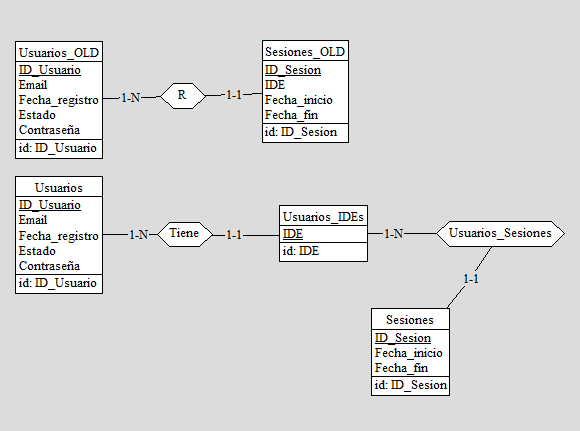 Usuarios_OLD
ID_Usuario
Email
Fecha_registro
Estado
Contraseña
id: ID_Usuario
1-N
R
1-1
Sesiones_OLD
ID_Sesion
IDE
Fecha_inicio
Fecha_fin
id: ID_Sesion
Usuarios
ID_Usuario
Email
Fecha_registro
Estado
Contraseña
id: ID_Usuario
1-N
Tiene
1-1
Usuarios_IDEs
IDE
id: IDE
1-N
Usuarios_Sesiones
1-1
Sesiones
ID_Sesion
Fecha_inicio
Fecha_fin
id: ID_Sesion